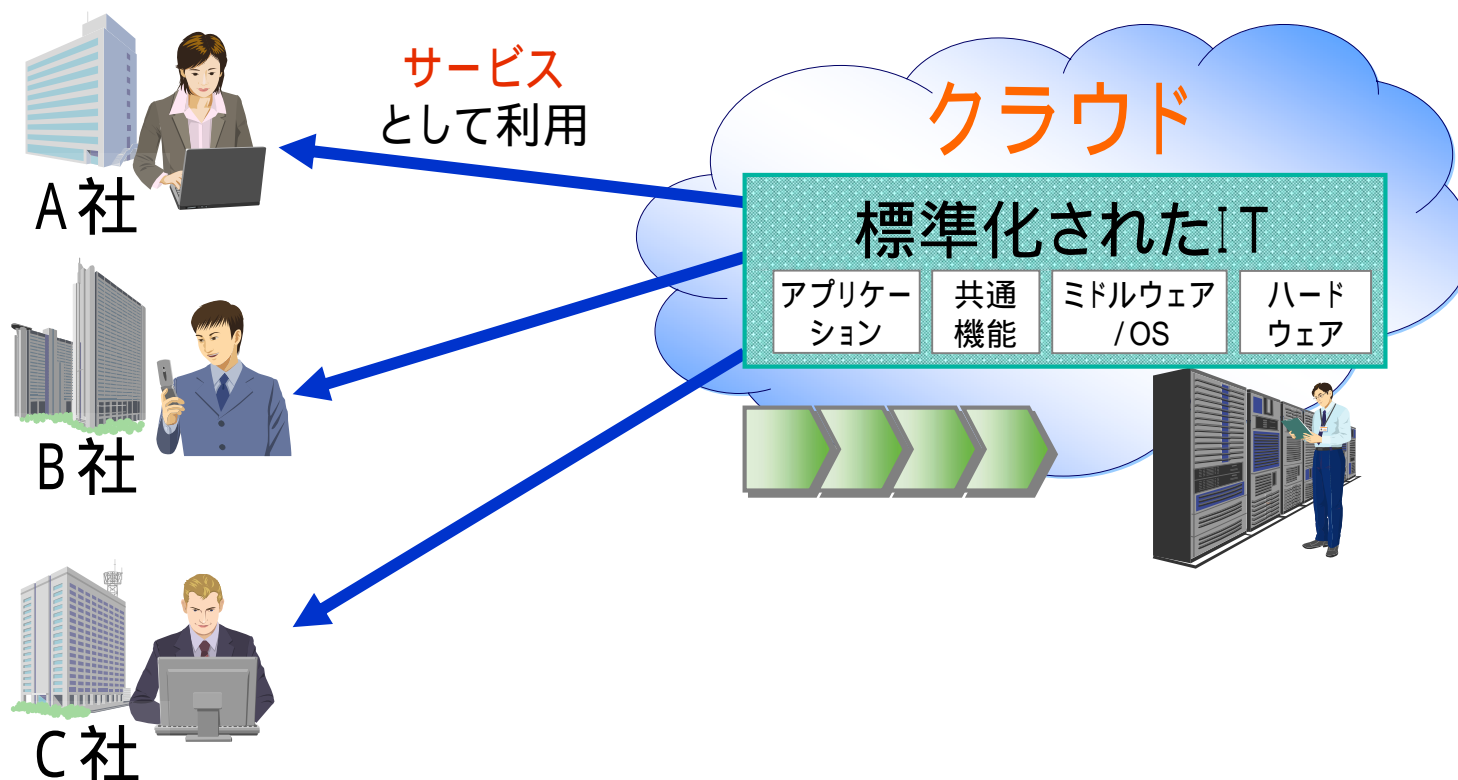 サービス
として利用
クラウド
A社
標準化されたIT
アプリケー
ション
共通
機能
ミドルウェア
/OS
ハード
ウェア
B社
C社